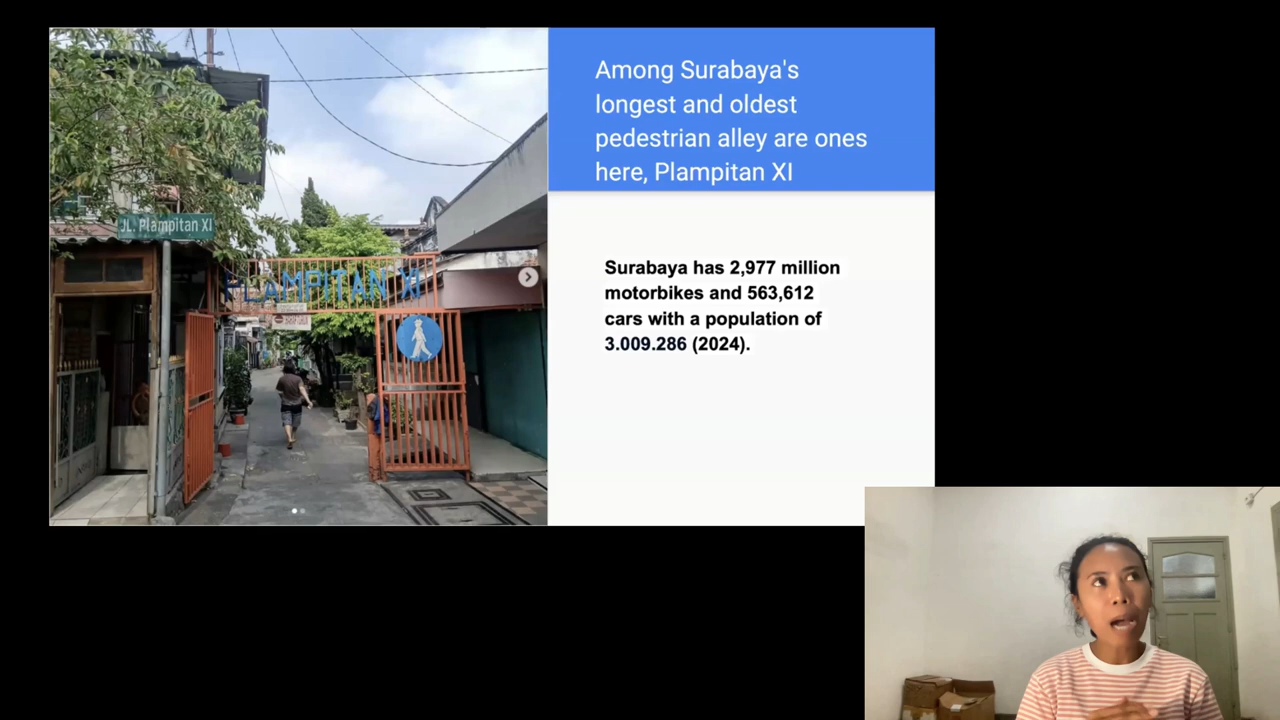 Among Surabaya's
longest and oldest
pedestrian alley are ones
here, Plampitan XI
JL. Plampitan XI
PLAMPITAN XI
Surabaya has 2,977 million
motorbikes and 563,612
cars with a population of
3.009.286 (2024).